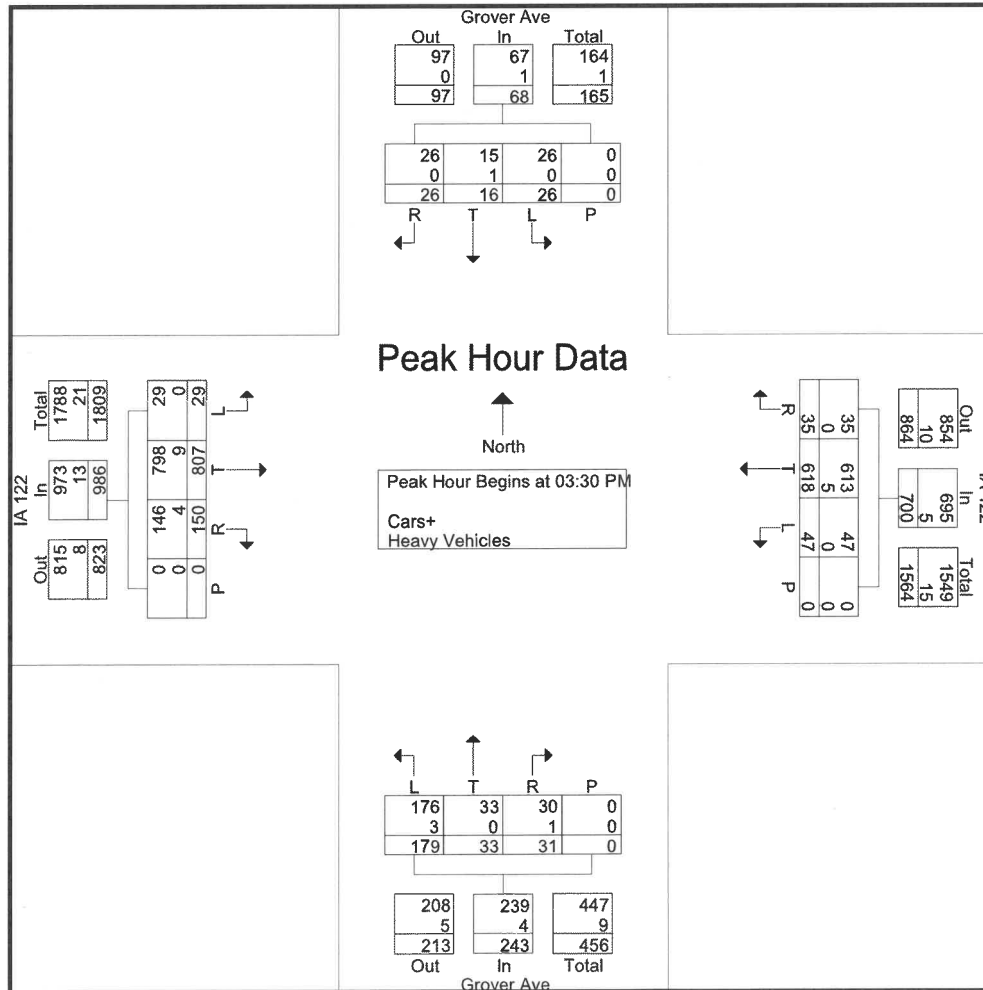 Grover Ave
Out In Total
97 67 164
0 1 1
97 68 165
26 15 26 0
0 1 0 0
26 16 26 0
R T L P
Peak Hour Data
North
Peak Hour Begins at 03:30 PM
Cars+
Heavy Vehicles
IA 122
Total In Out
1788 973 815
21 13 8
1809 986 823
29 798 146 0
0 9 4 0
29 807 150 0
L T R P
Out In Total
854 695 1549
10 5 15
864 700 1564
35 613 47 0
0 5 0 0
35 618 47 0
R T L P
L T R P
176 33 30 0
3 0 1 0
179 33 31 0
208 239 447
5 4 9
213 243 456
Out In Total
Grover Ave